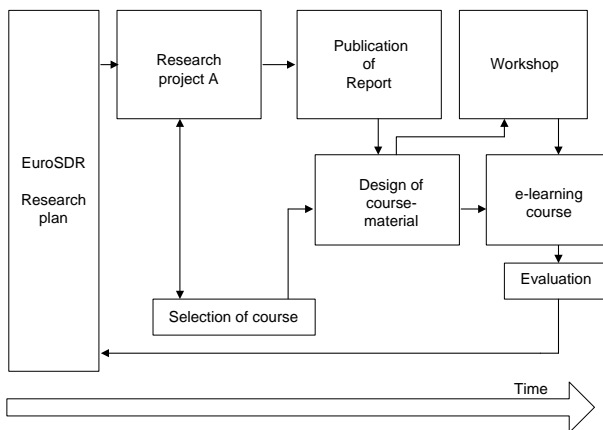 EuroSDR
Research
plan
Research
project A
Publication
of
Report
Workshop
Design of
course-
material
e-learning
course
Selection of course
Evaluation
Time